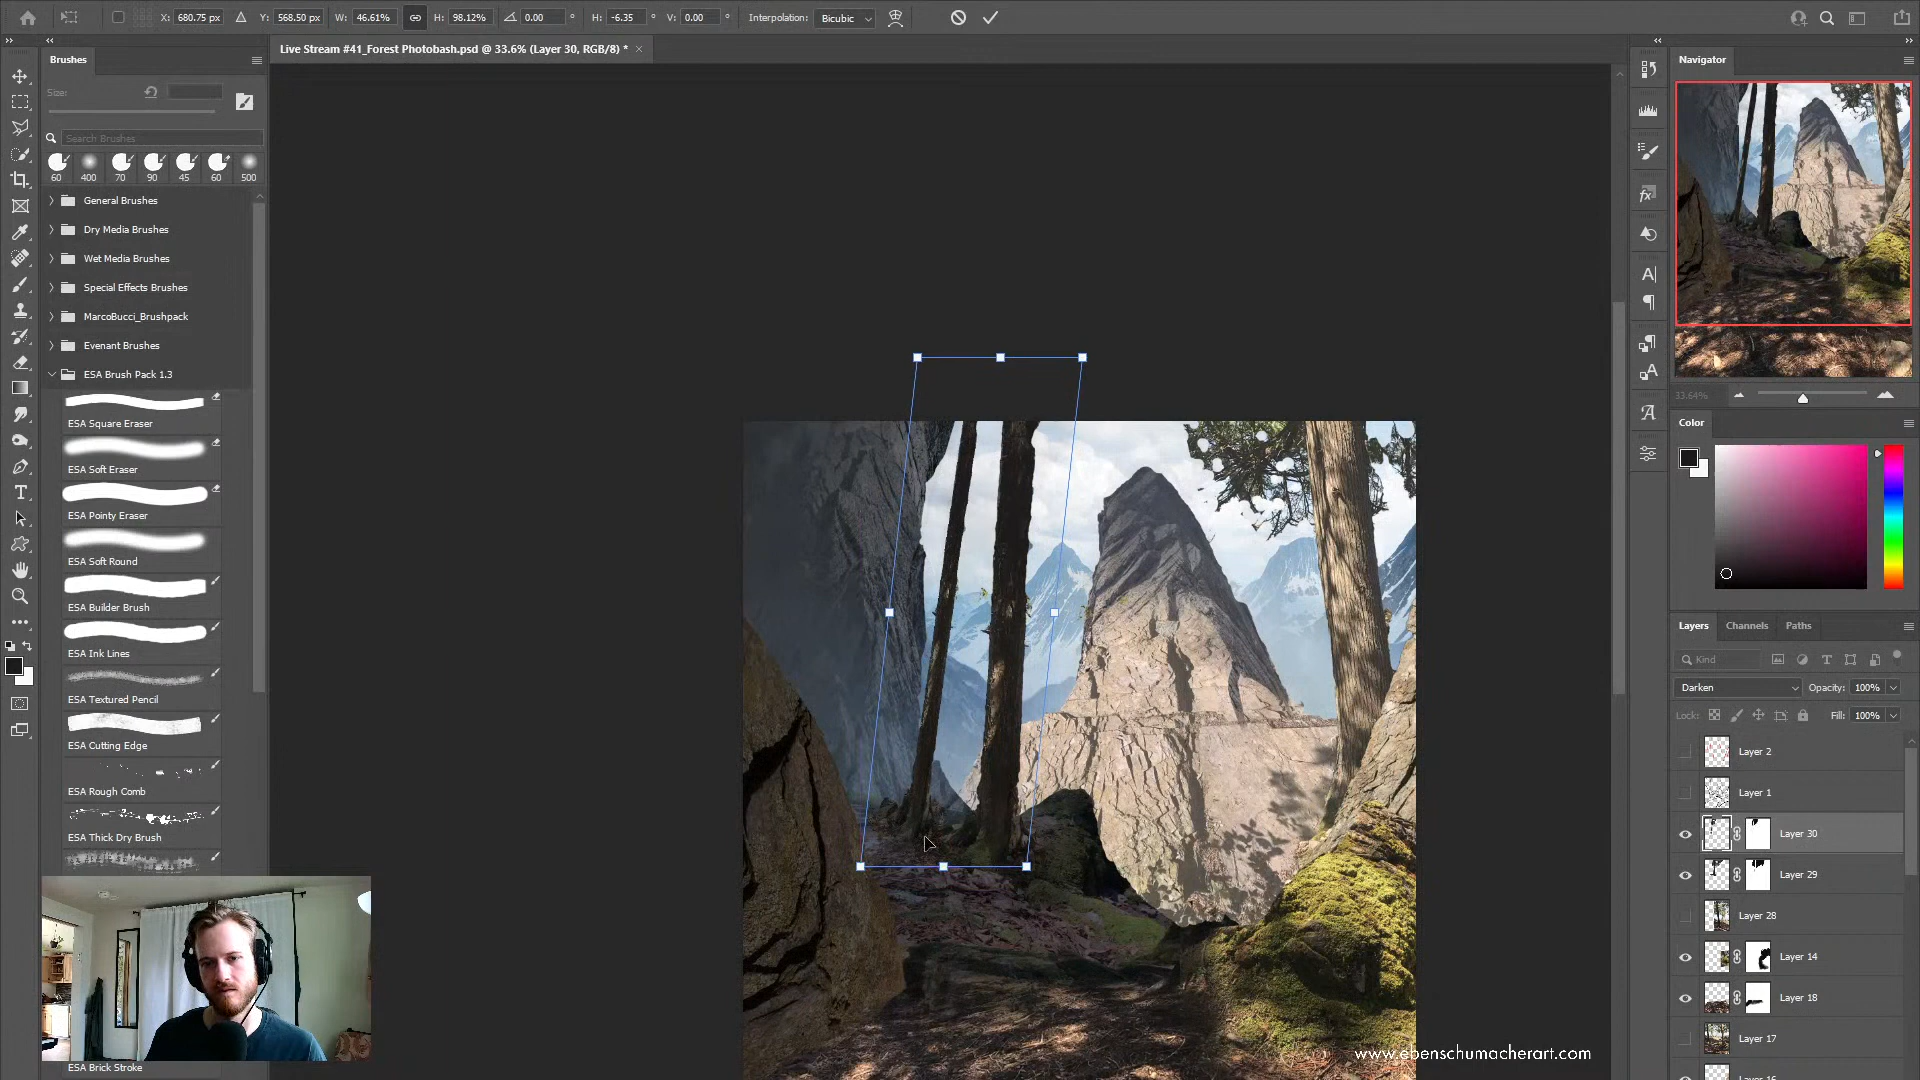 X: 680.75 px Y: 568.50 px W: 46.61% H: 98.12% 0.00 ° H: -6.35 ° V: 0.00 ° Interpolation: Bicubic
Live Stream #41_Forest Photobash.psd @ 33.6% (Layer 30, RGB/8) * ×
Brushes
Size:
Search Brushes
60 400 70 90 45 60 500
General Brushes
Dry Media Brushes
Wet Media Brushes
Special Effects Brushes
MarcoBucci_Brushpack
Evenant Brushes
ESA Brush Pack 1.3
ESA Square Eraser
ESA Soft Eraser
ESA Pointy Eraser
ESA Soft Round
ESA Builder Brush
ESA Ink Lines
ESA Textured Pencil
ESA Cutting Edge
ESA Rough Comb
ESA Thick Dry Brush
ESA Brick Stroke
Navigator
33.64%
Color
Layers Channels Paths
Kind
Darken Opacity: 100%
Lock: Fill: 100%
Layer 2
Layer 1
Layer 30
Layer 29
Layer 28
Layer 14
Layer 18
Layer 17
www.ebenschumacherart.com